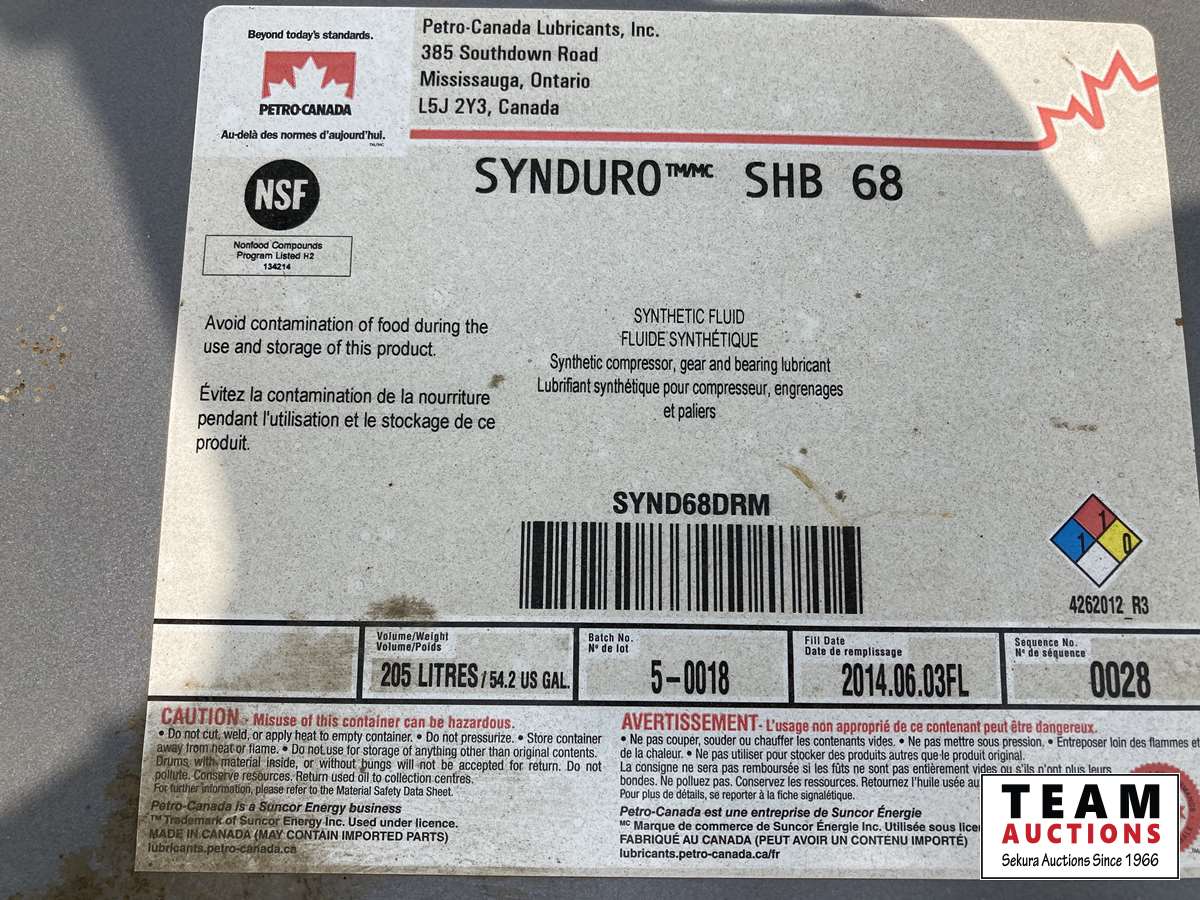 Beyond today's standards.
PETRO-CANADA
Au-delà des normes d'aujourd'hui.
TM/MC
Petro-Canada Lubricants, Inc.
385 Southdown Road
Mississauga, Ontario
L5J 2Y3, Canada
SYNDURO TM/MC SHB 68
NSF
Nonfood Compounds
Program Listed H2
134214
Avoid contamination of food during the
use and storage of this product.
Évitez la contamination de la nourriture
pendant l'utilisation et le stockage de ce
produit.
SYNTHETIC FLUID
FLUIDE SYNTHÉTIQUE
Synthetic compressor, gear and bearing lubricant
Lubrifiant synthétique pour compresseur, engrenages
et paliers
SYND68DRM
1
1 0
4262012_R3
Volume/Weight
Volume/Poids
205 LITRES / 54.2 US GAL.
Batch No.
Nº de lot
5-0018
Fill Date
Date de remplissage
2014.06.03FL
Sequence No.
Nº de séquence
0028
CAUTION - Misuse of this container can be hazardous.
• Do not cut, weld, or apply heat to empty container. • Do not pressurize. • Store container
away from heat or flame. • Do not use for storage of anything other than original contents.
Drums, with material inside, or without bungs will not be accepted for return. Do not
pollute. Conserve resources. Return used oil to collection centres.
For further information, please refer to the Material Safety Data Sheet.
Petro-Canada is a Suncor Energy business
™ Trademark of Suncor Energy Inc. Used under licence.
MADE IN CANADA (MAY CONTAIN IMPORTED PARTS)
lubricants.petro-canada.ca
AVERTISSEMENT - L'usage non approprié de ce contenant peut être dangereux.
• Ne pas couper, souder ou chauffer les contenants vides. • Ne pas mettre sous pression. • Entreposer loin des flammes et
de la chaleur. • Ne pas utiliser pour stocker des produits autres que le produit original.
La consigne ne sera pas remboursée si les fûts ne sont pas entièrement vides ou s'ils n'ont plus leurs
bondes. Ne polluez pas. Conservez les ressources. Retournez l'huile usée au
Pour plus de détails, se reporter à la fiche signalétique.
Petro-Canada est une entreprise de Suncor Énergie
MC Marque de commerce de Suncor Énergie Inc. Utilisée sous
FABRIQUÉ AU CANADA (PEUT AVOIR UN CONTENU IMPORTÉ)
lubricants.petro-canada.ca/fr
TEAM
AUCTIONS
Sekura Auctions Since 1966